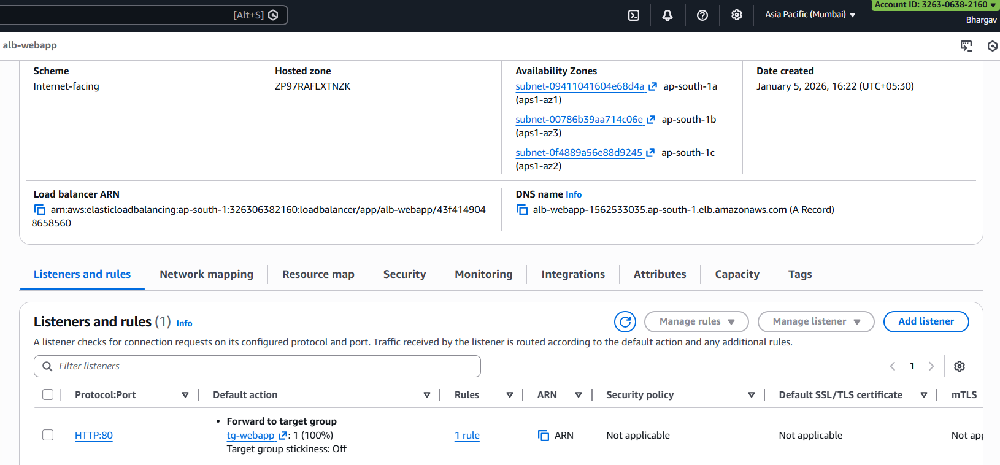 [Alt+S]
Asia Pacific (Mumbai)
Account ID: 3263-0638-2160
Bhargav
alb-webapp
Scheme
Internet-facing
Hosted zone
ZP97RAFLXTNZK
Availability Zones
subnet-09411041604e68d4a ap-south-1a
(aps1-az1)
subnet-00786b39aa714c06e ap-south-1b
(aps1-az3)
subnet-0f4889a56e88d9245 ap-south-1c
(aps1-az2)
Date created
January 5, 2026, 16:22 (UTC+05:30)
Load balancer ARN
arn:aws:elasticloadbalancing:ap-south-1:326306382160:loadbalancer/app/alb-webapp/43f414904
8658560
DNS name Info
alb-webapp-1562533035.ap-south-1.elb.amazonaws.com (A Record)
Listeners and rules Network mapping Resource map Security Monitoring Integrations Attributes Capacity Tags
Listeners and rules (1) Info
Manage rules Manage listener Add listener
A listener checks for connection requests on its configured protocol and port. Traffic received by the listener is routed according to the default action and any additional rules.
Filter listeners
1
Protocol:Port Default action Rules ARN Security policy Default SSL/TLS certificate mTLS
HTTP:80
• Forward to target group
tg-webapp : 1 (100%)
Target group stickiness: Off
1 rule
ARN
Not applicable
Not applicable
Not app